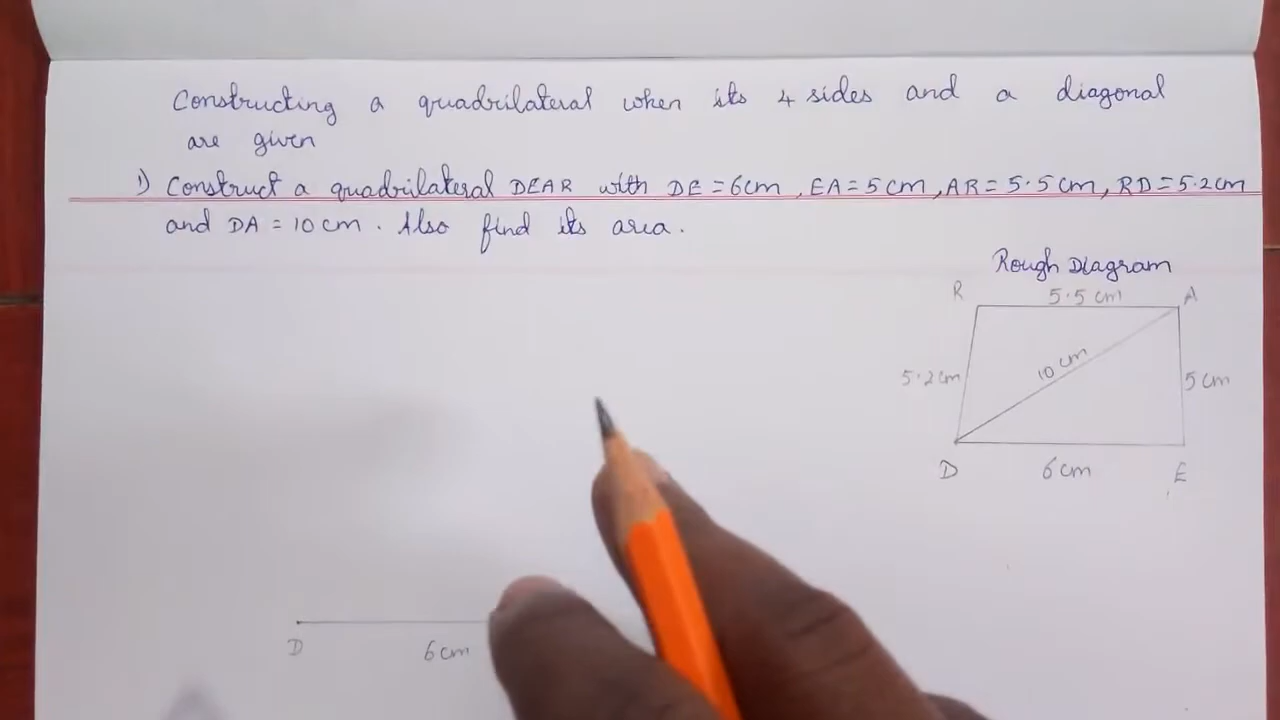 Constructing a quadrilateral when its 4 sides and a diagonal
are given
1) Construct a quadrilateral DEAR with DE = 6cm, EA = 5cm, AR = 5.5cm, RD = 5.2cm
and DA = 10cm. Also find its area.
Rough Diagram
R 5.5 cm A
5.2cm 10 cm 5 cm
D 6 cm E
D 6 cm